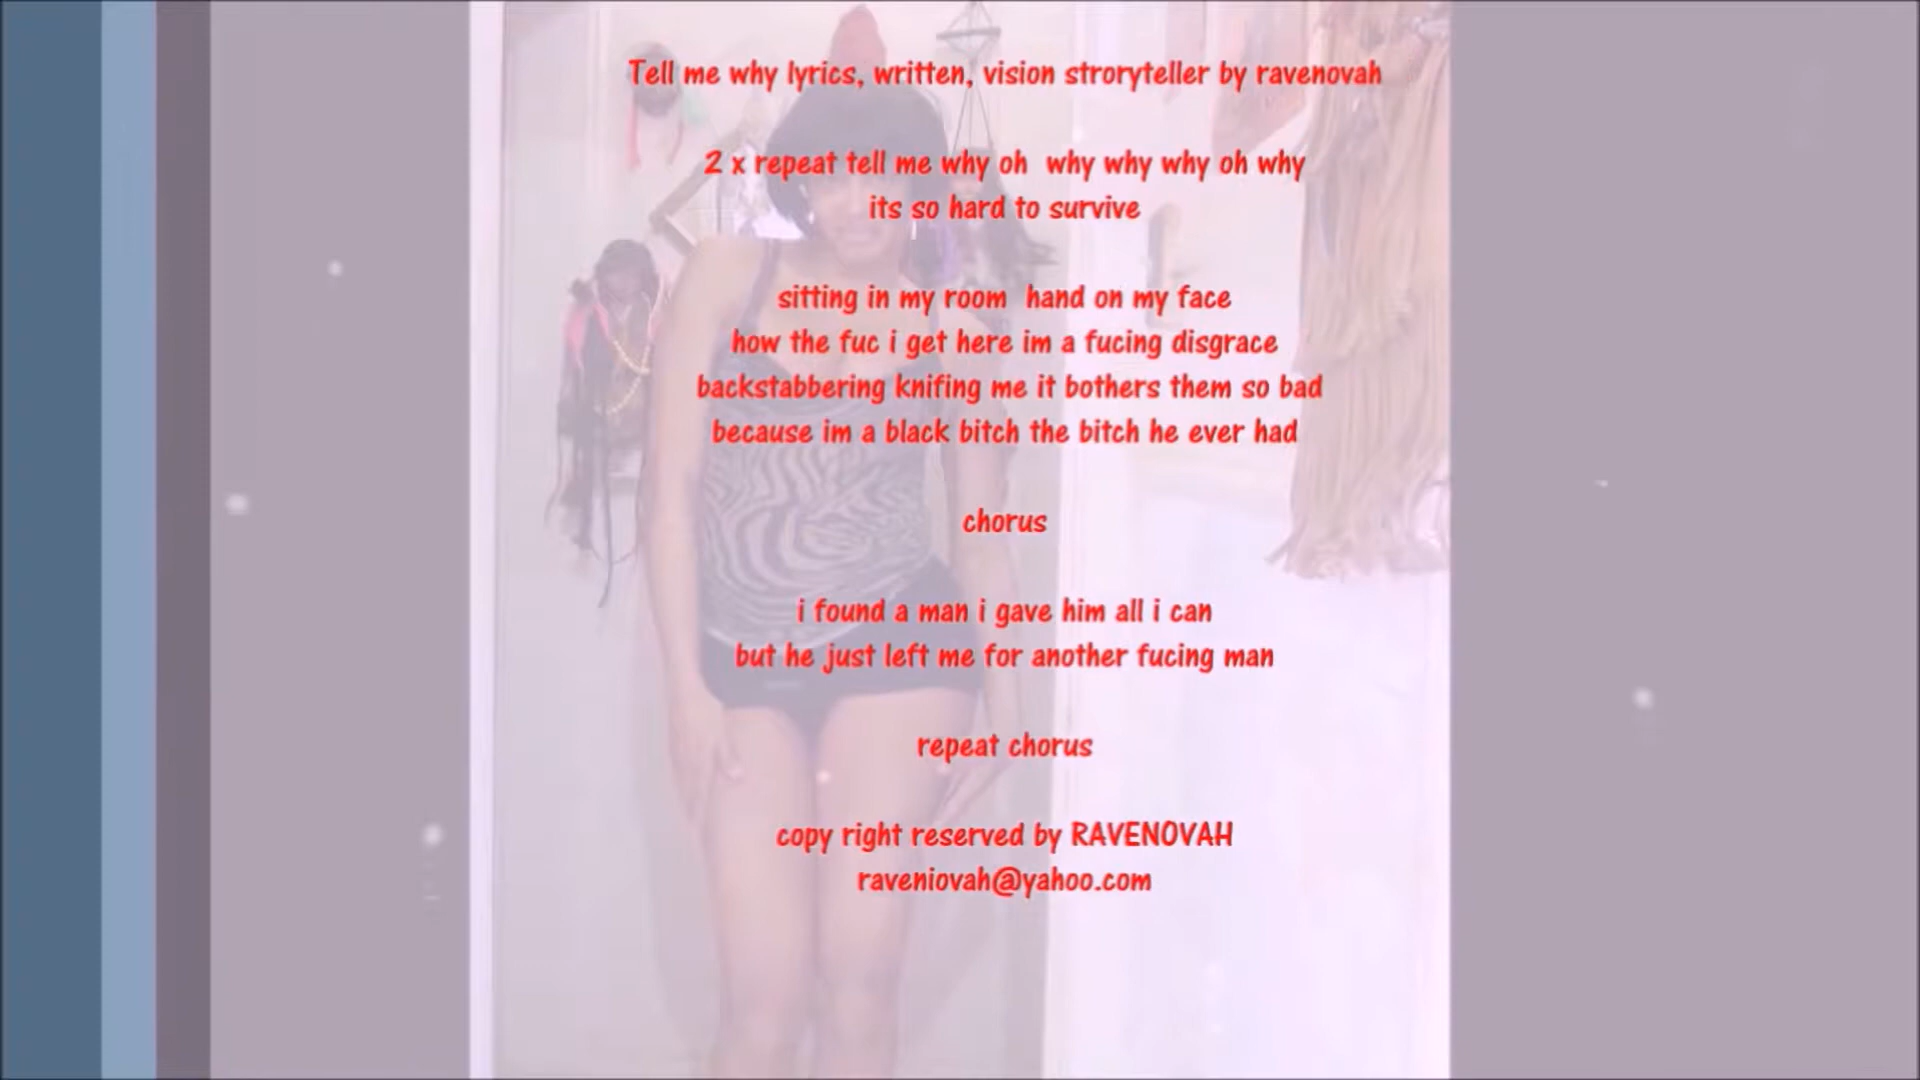 Tell me why lyrics, written, vision stroryteller by ravenovah
2 x repeat tell me why oh why why why oh why
its so hard to survive
sitting in my room hand on my face
how the fuc i get here im a fucing disgrace
backstabbering knifing me it bothers them so bad
because im a black bitch the bitch he ever had
chorus
i found a man i gave him all i can
but he just left me for another fucing man
repeat chorus
copy right reserved by RAVENOVAH
raveniovah@yahoo.com